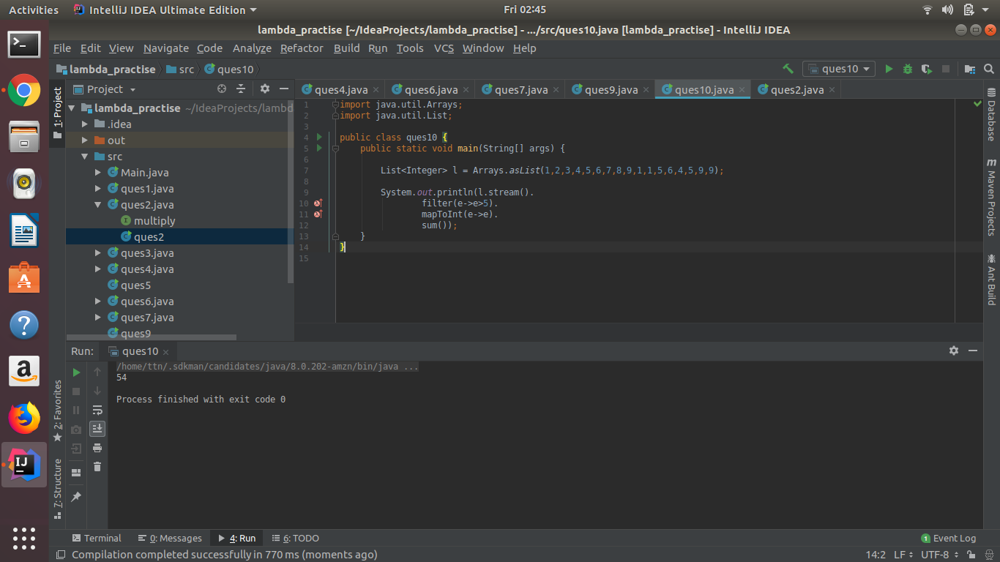 Activities IntelliJ IDEA Ultimate Edition Fri 02:45
lambda_practise [~/IdeaProjects/lambda_practise] - .../src/ques10.java [lambda_practise] - IntelliJ IDEA
File Edit View Navigate Code Analyze Refactor Build Run Tools VCS Window Help
lambda_practise src ques10 ques10
1: Project
Project
lambda_practise ~/IdeaProjects/lambd
.idea
out
src
Main.java
ques1.java
ques2.java
multiply
ques2
ques3.java
ques4.java
ques5
ques6.java
ques7.java
ques9
ques4.java ques6.java ques7.java ques9.java ques10.java ques2.java
1 import java.util.Arrays;
2 import java.util.List;
3
4 public class ques10 {
5 public static void main(String[] args) {
6
7 List<Integer> l = Arrays.asList(1,2,3,4,5,6,7,8,9,1,1,5,6,4,5,9,9);
8
9 System.out.println(l.stream().
10 filter(e->e>5).
11 mapToInt(e->e).
12 sum());
13 }
14 }
15
Database
m Maven Projects
Ant Build
Run: ques10
/home/ttn/.sdkman/candidates/java/8.0.202-amzn/bin/java ...
54
Process finished with exit code 0
2: Favorites
7: Structure
Terminal 0: Messages 4: Run 6: TODO 1 Event Log
Compilation completed successfully in 770 ms (moments ago) 14:2 LF UTF-8